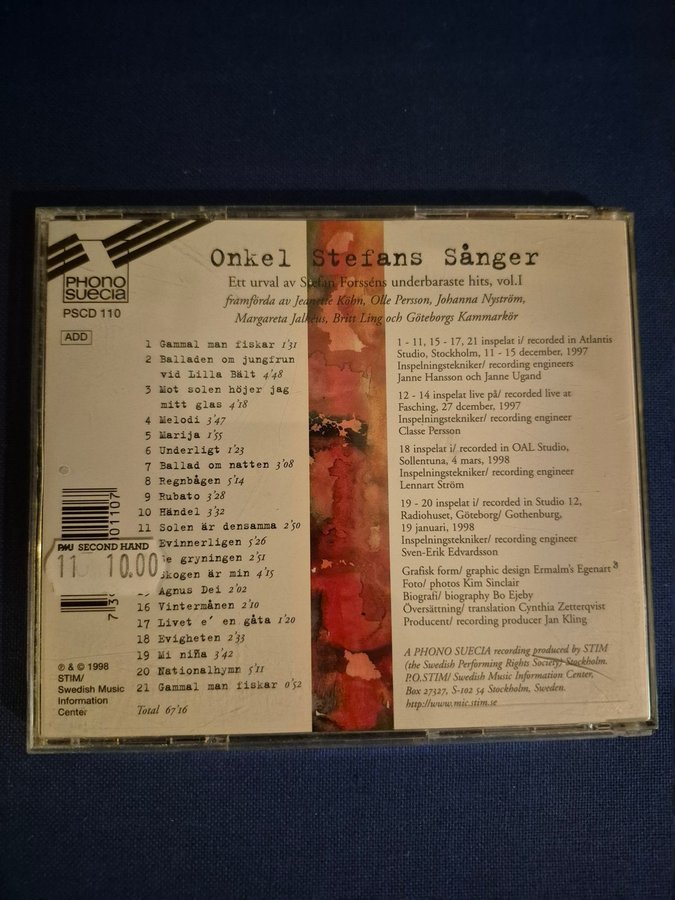 PHONO
SUECIA
PSCD 110
ADD
Onkel Stefans Sånger
Ett urval av Stefan Forsséns underbaraste hits, vol.I
framförda av Jeanette Köhn, Olle Persson, Johanna Nyström,
Margareta Jalkéus, Britt Ling och Göteborgs Kammarkör
1 Gammal man fiskar 1'31
2 Balladen om jungfrun
vid Lilla Bält 4'48
3 Mot solen höjer jag
mitt glas 4'18
4 Melodi 3'47
5 Marija 1'55
6 Underligt 1'23
7 Ballad om natten 3'08
8 Regnbågen 5'14
9 Rubato 3'28
10 Händel 3'32
11 Solen är densamma 2'50
Evinnerligen 5'26
gryningen 2'51
Skogen är min 4'15
Agnus Dei 2'02
16 Vintermånen 2'10
17 Livet e' en gåta 1'20
18 Evigheten 2'33
19 Mi niña 3'42
20 Nationalhymn 5'11
21 Gammal man fiskar 0'52
Total 67'16
01107
PMU SECOND HAND
11 10.00
℗ & © 1998
STIM/
Swedish Music
Information
Center
1 - 11, 15 - 17, 21 inspelat i/ recorded in Atlantis
Studio, Stockholm, 11 - 15 december, 1997
Inspelningstekniker/ recording engineers
Janne Hansson och Janne Ugand
12 - 14 inspelat live på/ recorded live at
Fasching, 27 dcember, 1997
Inspelningstekniker/ recording engineer
Classe Persson
18 inspelat i/ recorded in OAL Studio,
Sollentuna, 4 mars, 1998
Inspelningstekniker/ recording engineer
Lennart Ström
19 - 20 inspelat i/ recorded in Studio 12,
Radiohuset, Göteborg/ Gothenburg,
19 januari, 1998
Inspelningstekniker/ recording engineer
Sven-Erik Edvardsson
Grafisk form/ graphic design Ermalm's Egenart
Foto/ photos Kim Sinclair
Biografi/ biography Bo Ejeby
Översättning/ translation Cynthia Zetterqvist
Producent/ recording producer Jan Kling
A PHONO SUECIA recording produced by STIM
(the Swedish Performing Rights Society) Stockholm.
P.O.STIM/ Swedish Music Information Center,
Box 27327, S-102 54 Stockholm, Sweden.
http://www.mic.stim.se